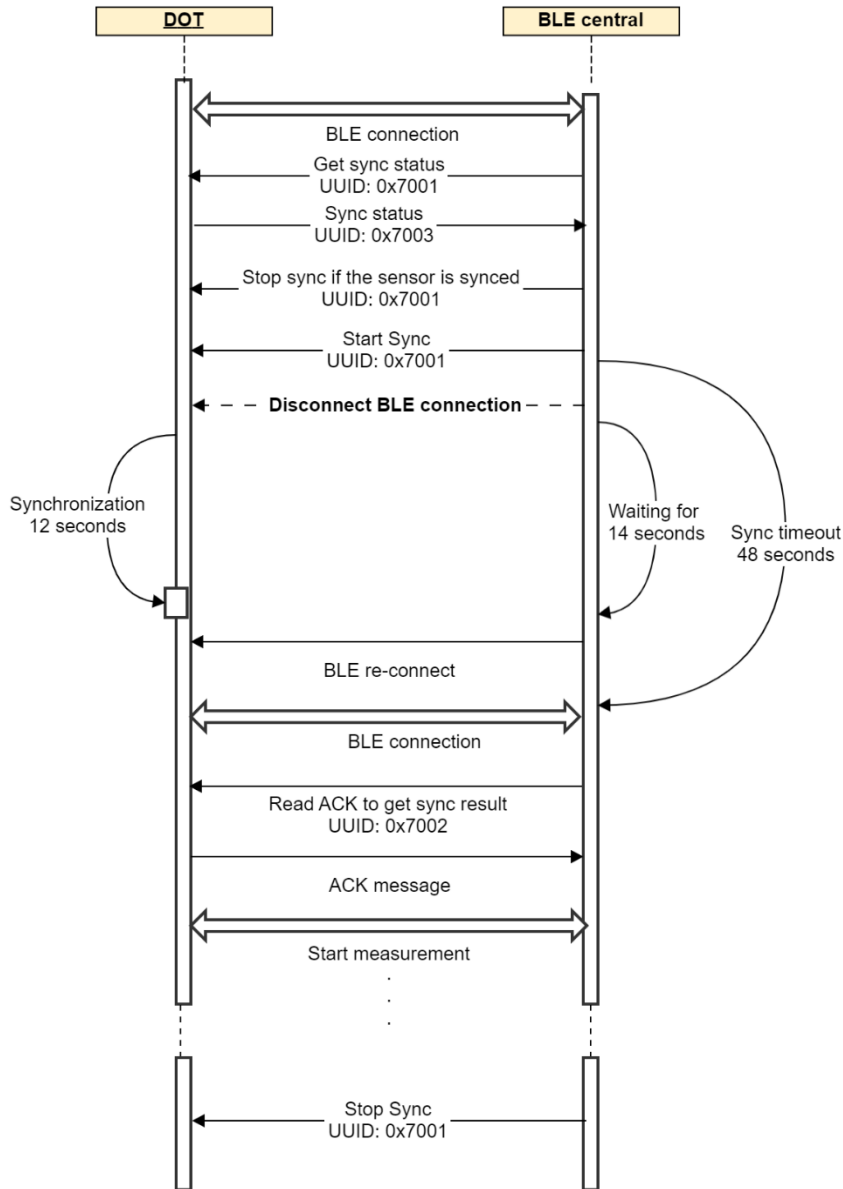 DOT
BLE central
BLE connection
Get sync status
UUID: 0x7001
Sync status
UUID: 0x7003
Stop sync if the sensor is synced
UUID: 0x7001
Start Sync
UUID: 0x7001
Disconnect BLE connection
Synchronization
12 seconds
Waiting for
14 seconds
Sync timeout
48 seconds
BLE re-connect
BLE connection
Read ACK to get sync result
UUID: 0x7002
ACK message
Start measurement
.
.
.
Stop Sync
UUID: 0x7001